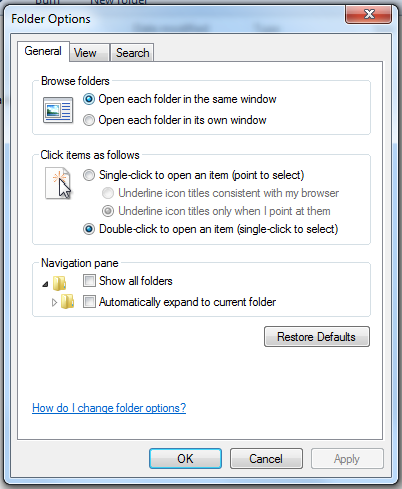 Burn New folder
Folder Options
General View Search
Browse folders
Open each folder in the same window
Open each folder in its own window
Click items as follows
Single-click to open an item (point to select)
Underline icon titles consistent with my browser
Underline icon titles only when I point at them
Double-click to open an item (single-click to select)
Navigation pane
Show all folders
Automatically expand to current folder
Restore Defaults
How do I change folder options?
OK Cancel Apply